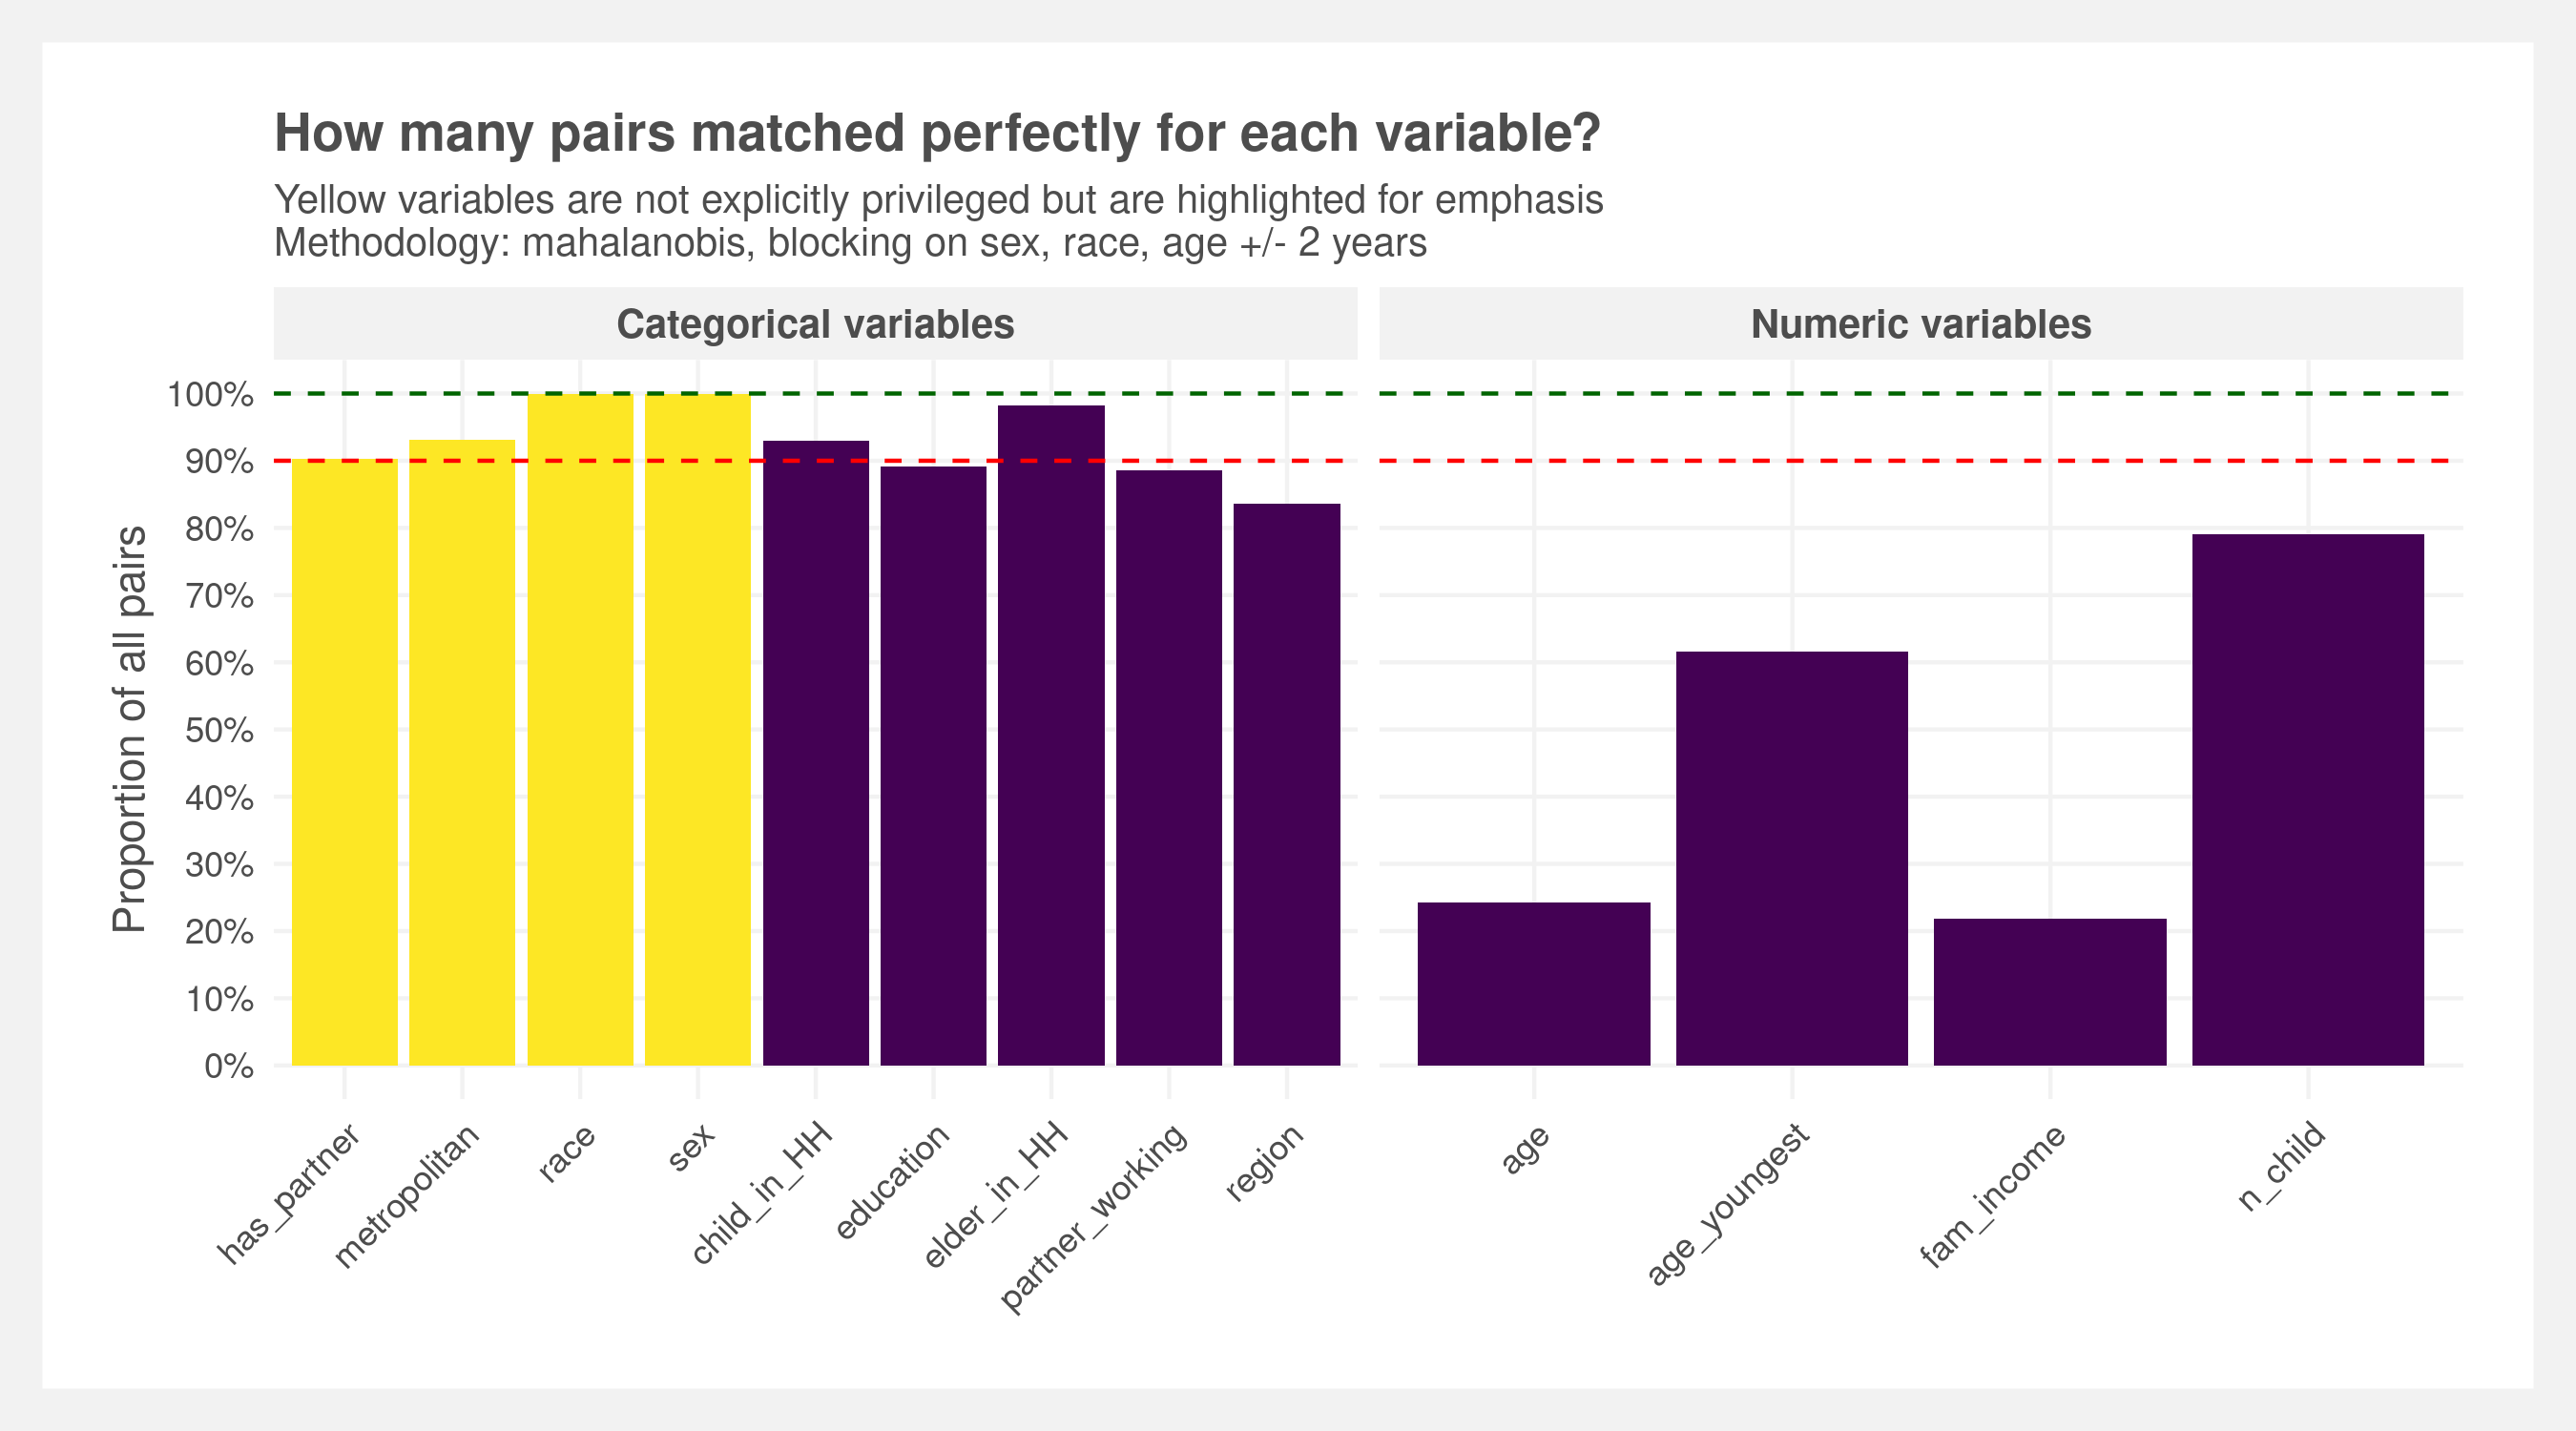 How many pairs matched perfectly for each variable?
Yellow variables are not explicitly privileged but are highlighted for emphasis
Methodology: mahalanobis, blocking on sex, race, age +/- 2 years
Categorical variables
Numeric variables
Proportion of all pairs
100%
90%
80%
70%
60%
50%
40%
30%
20%
10%
0%
has_partner
metropolitan
race
sex
child_in_HH
education
elder_in_HH
partner_working
region
age
age_youngest
fam_income
n_child